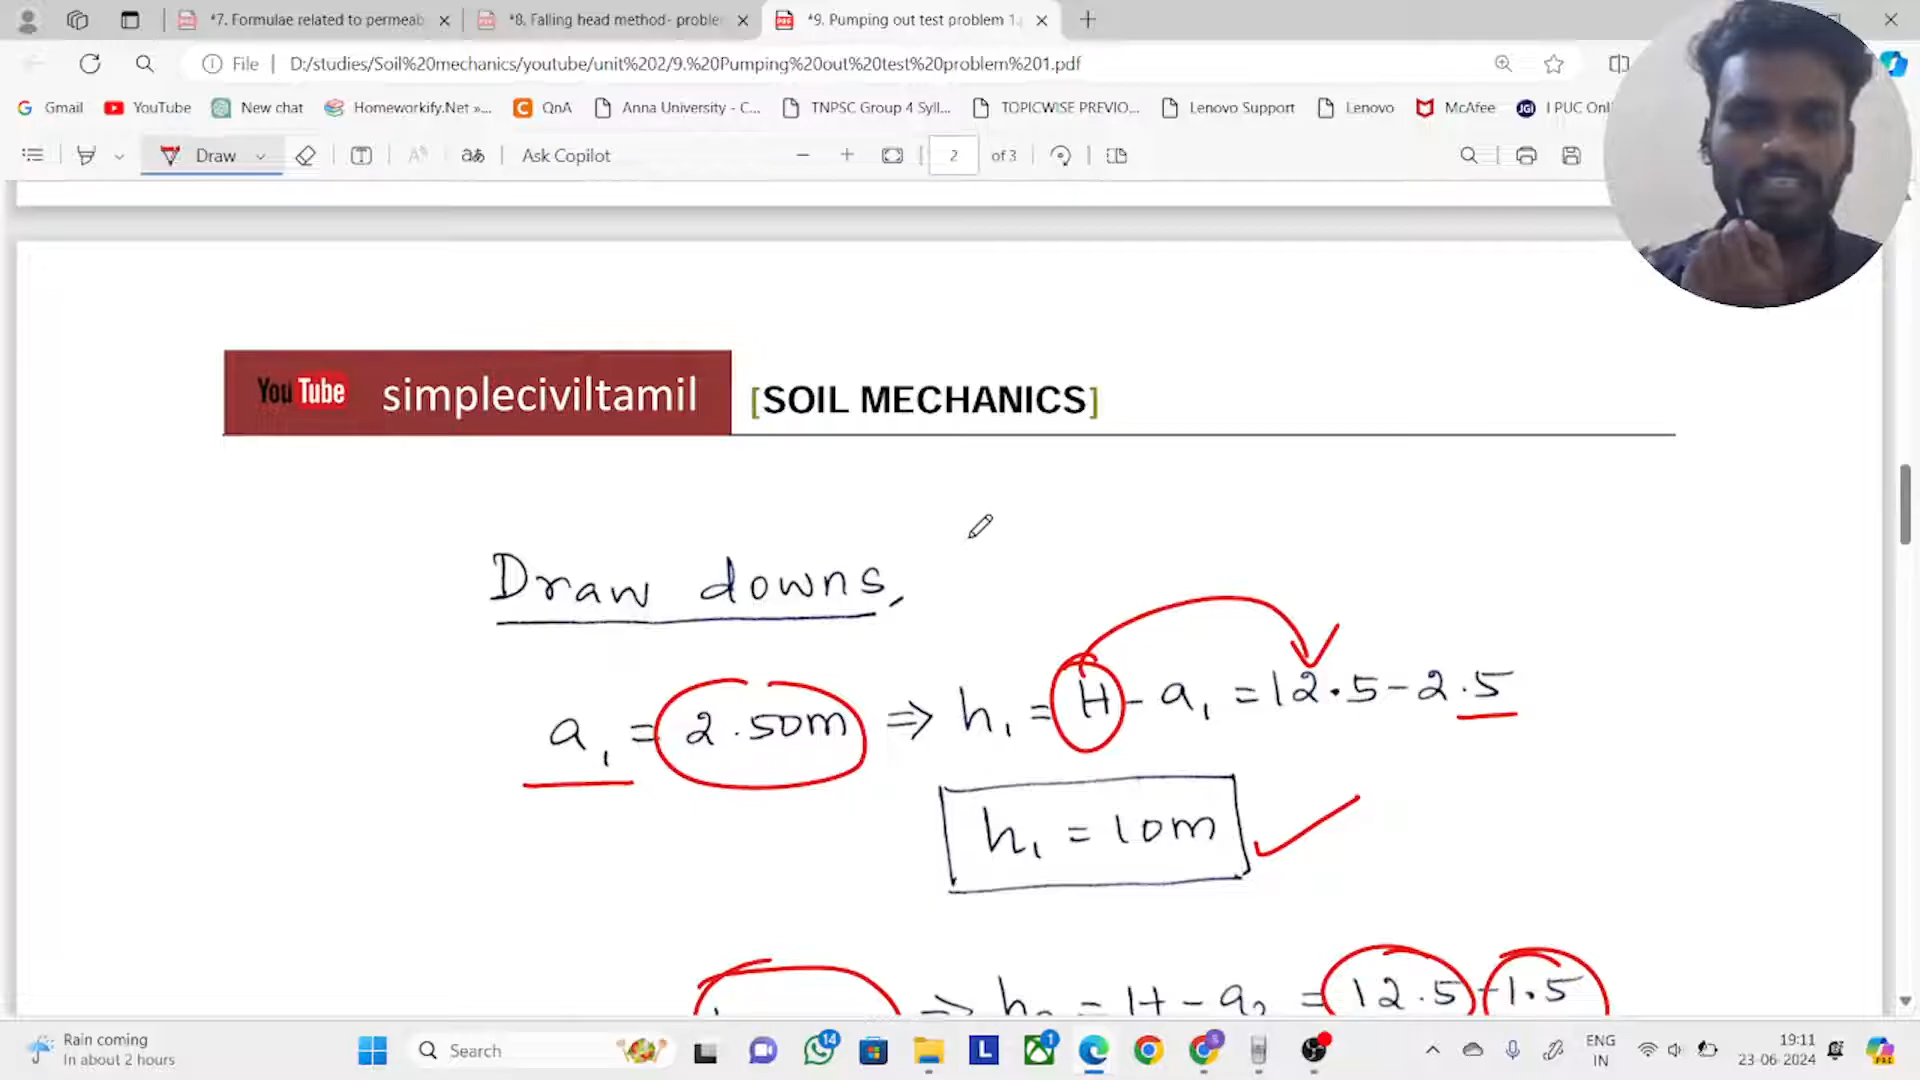 *7. Formulae related to permeab
*8. Falling head method- proble
*9. Pumping out test problem 1.
File | D:/studies/Soil%20mechanics/youtube/unit%202/9.%20Pumping%20out%20test%20problem%201.pdf
Gmail YouTube New chat Homeworkify.Net »... QnA Anna University - C... TNPSC Group 4 Syll... TOPICWISE PREVIO... Lenovo Support Lenovo McAfee I PUC Onl
Draw Ask Copilot 2 of 3
YouTube simpleciviltamil [SOIL MECHANICS]
Draw downs,
a₁ = 2.50m ⇒ h₁ = H - a₁ = 12.5 - 2.5
h₁ = 10m
⇒ h₂ = H - a₂ = 12.5 - 1.5
Rain coming
In about 2 hours
Search
14
1
ENG
IN
19:11
23-06-2024